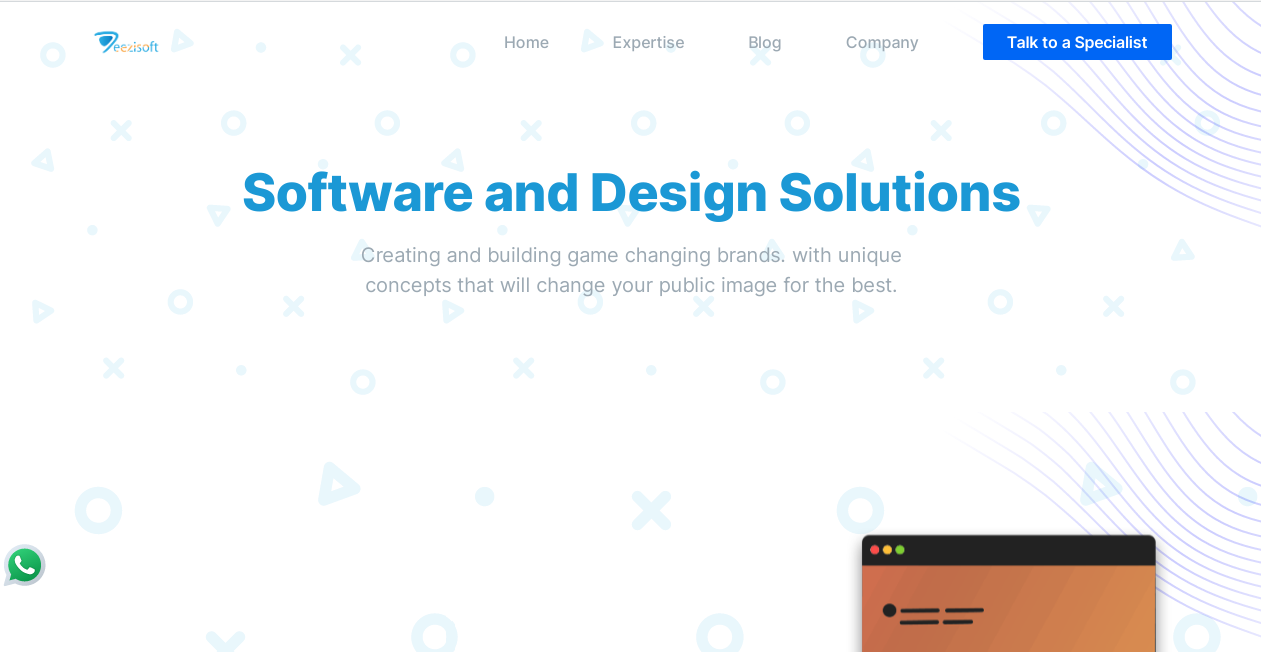 Deezisoft
Home Expertise Blog Company Talk to a Specialist
Software and Design Solutions
Creating and building game changing brands. with unique
concepts that will change your public image for the best.